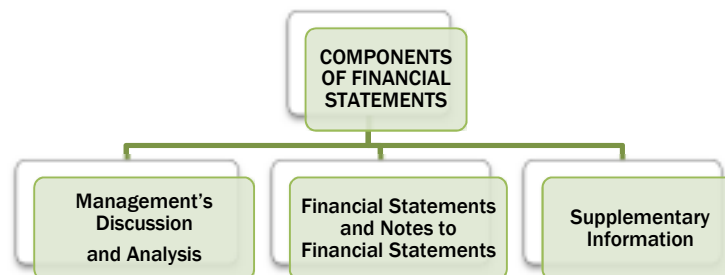 COMPONENTS
OF FINANCIAL
STATEMENTS
Management’s
Discussion
and Analysis
Financial Statements
and Notes to
Financial Statements
Supplementary
Information